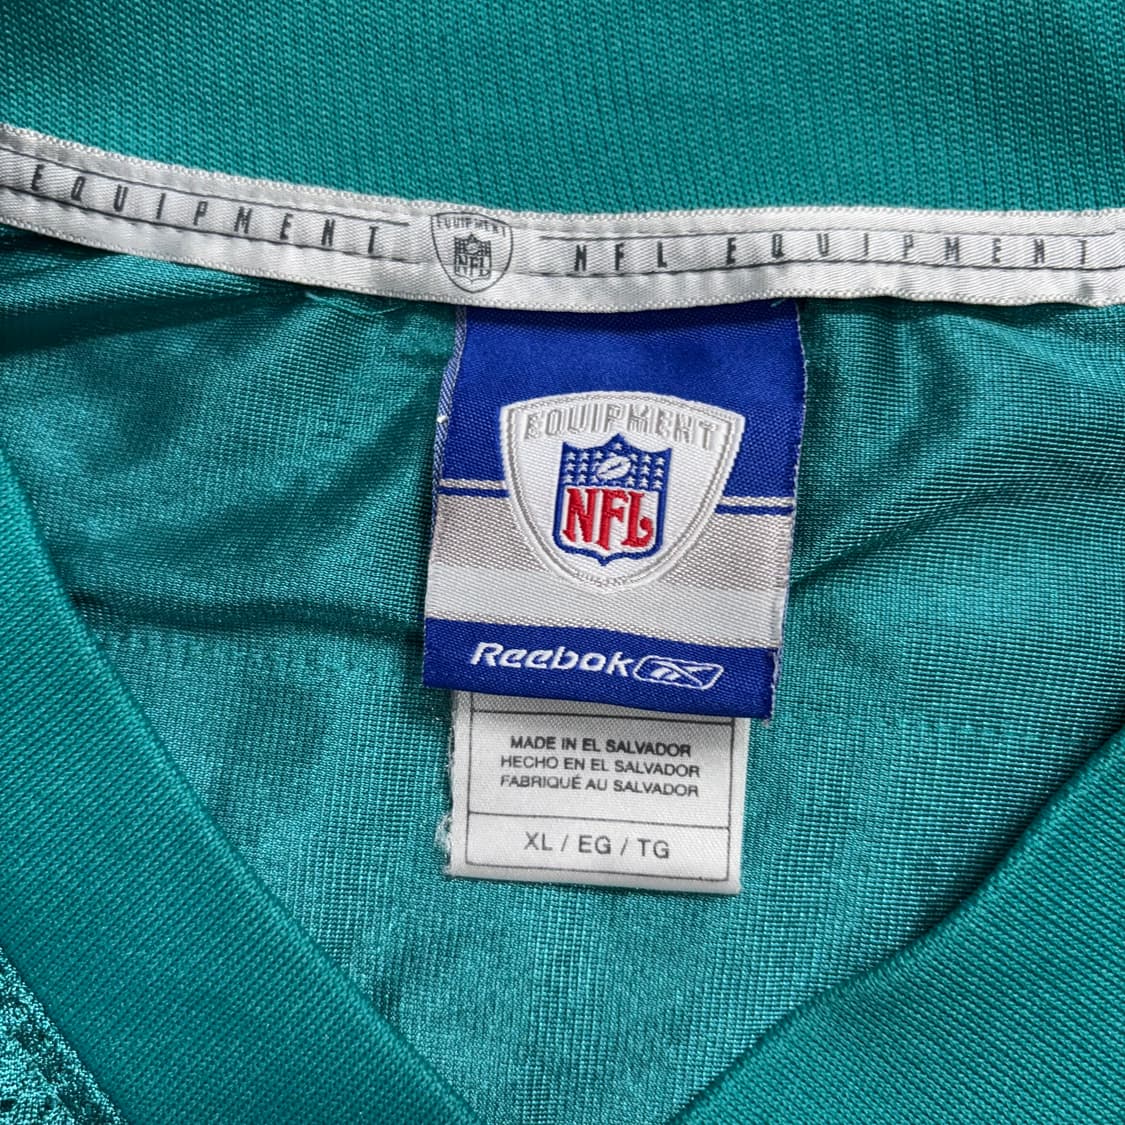 EQUIPMENT
EQUIPMENT
NFL
NFL EQUIPMENT
EQUIPMENT
NFL
Reebok
MADE IN EL SALVADOR
HECHO EN EL SALVADOR
FABRIQUÉ AU SALVADOR
XL / EG / TG